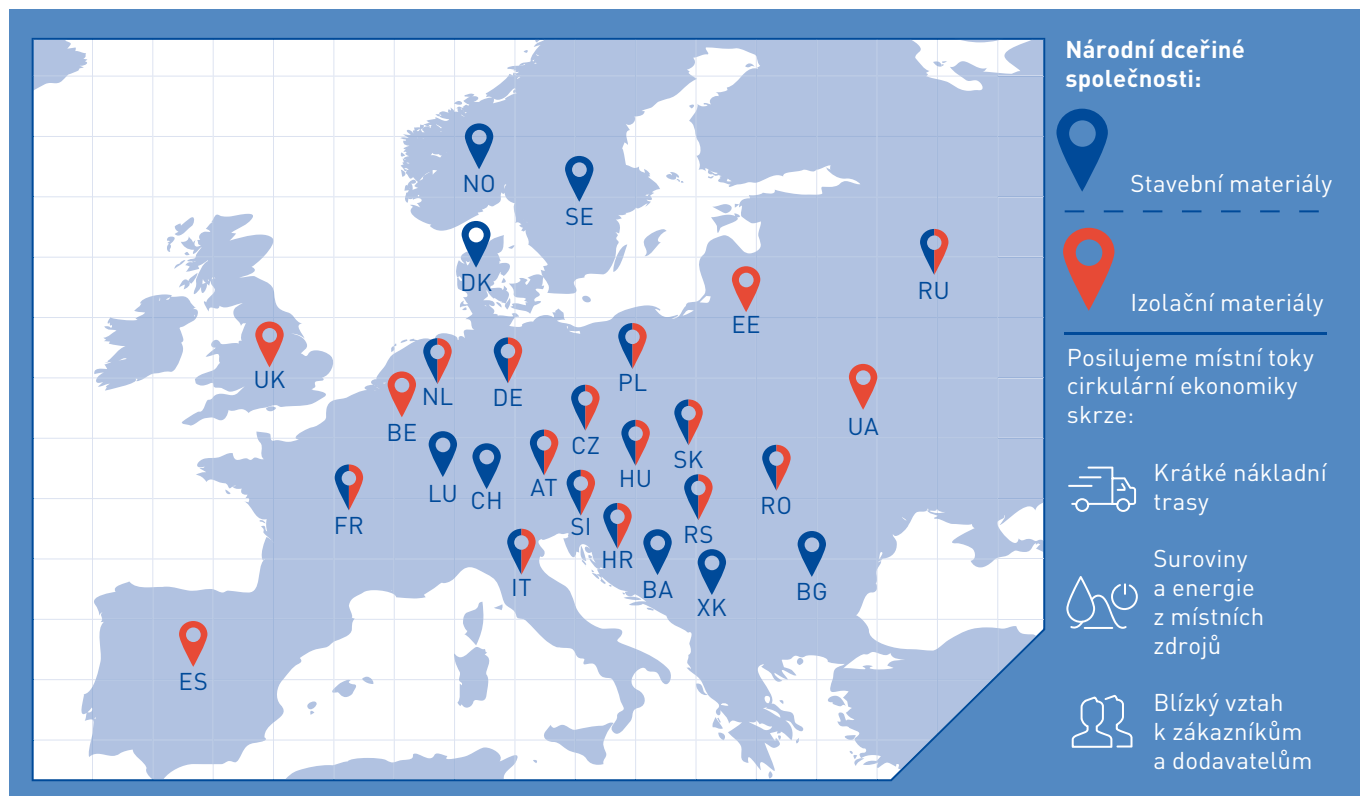 NO
SE
DK
RU
EE
UK
NL
DE
PL
BE
UA
CZ
LU
CH
AT
HU
SK
RO
FR
SI
RS
HR
IT
BA
XK
BG
ES
Národní dceřiné
společnosti:
Stavební materiály
Izolační materiály
Posilujeme místní toky
cirkulární ekonomiky
skrze:
Krátké nákladní
trasy
Suroviny
a energie
z místních
zdrojů
Blízký vztah
k zákazníkům
a dodavatelům